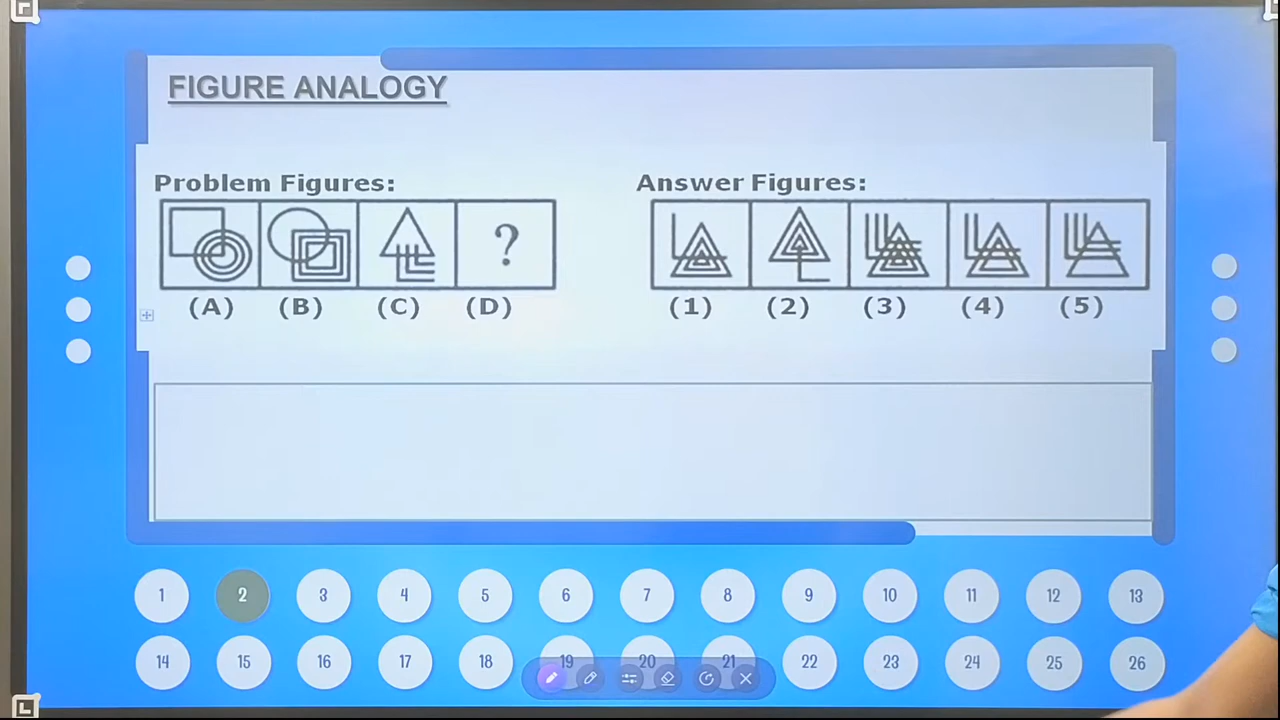 FIGURE ANALOGY
Problem Figures:
Answer Figures:
?
(A) (B) (C) (D)
(1) (2) (3) (4) (5)
1 2 3 4 5 6 7 8 9 10 11 12 13
14 15 16 17 18 19 20 21 22 23 24 25 26